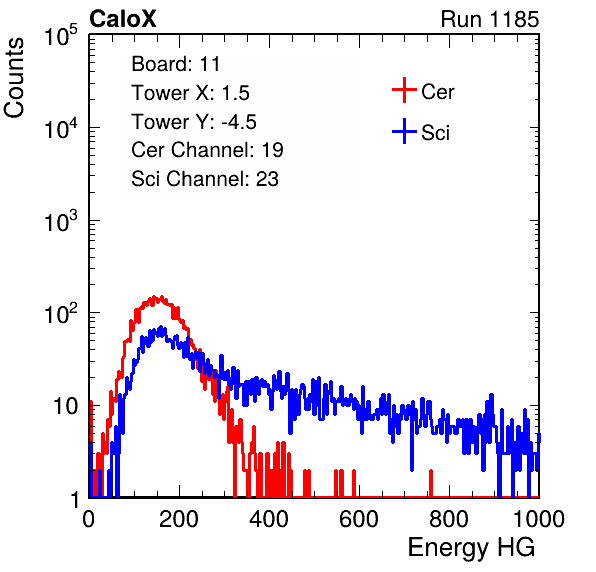 CaloX Run 1185
Counts
Board: 11
Tower X: 1.5
Tower Y: -4.5
Cer Channel: 19
Sci Channel: 23
Cer
Sci
10^5
10^4
10^3
10^2
10
1
0 200 400 600 800 1000
Energy HG